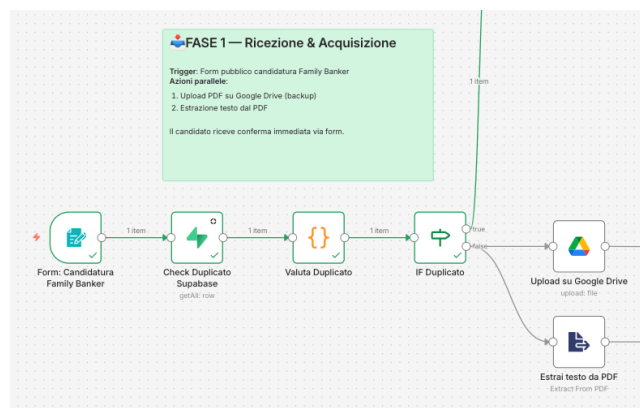 📥FASE 1 — Ricezione & Acquisizione
Trigger: Form pubblico candidatura Family Banker
Azioni parallele:
1. Upload PDF su Google Drive (backup)
2. Estrazione testo dal PDF
Il candidato riceve conferma immediata via form.
1 item
1 item
1 item
1 item
true
false
Form: Candidatura
Family Banker
Check Duplicato
Supabase
getAll: row
Valuta Duplicato
IF Duplicato
Upload su Google Drive
upload: file
Estrai testo da PDF
Extract From PDF